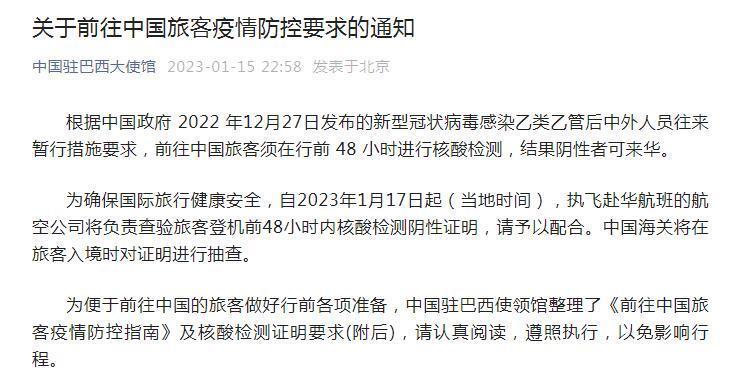 关于前往中国旅客疫情防控要求的通知
中国驻巴西大使馆 2023-01-15 22:58 发表于北京
根据中国政府 2022 年12月27日发布的新型冠状病毒感染乙类乙管后中外人员往来
暂行措施要求，前往中国旅客须在行前 48 小时进行核酸检测，结果阴性者可来华。
为确保国际旅行健康安全，自2023年1月17日起（当地时间），执飞赴华航班的航
空公司将负责查验旅客登机前48小时内核酸检测阴性证明，请予以配合。中国海关将在
旅客入境时对证明进行抽查。
为便于前往中国的旅客做好行前各项准备，中国驻巴西使领馆整理了《前往中国旅
客疫情防控指南》及核酸检测证明要求(附后)，请认真阅读，遵照执行，以免影响行
程。